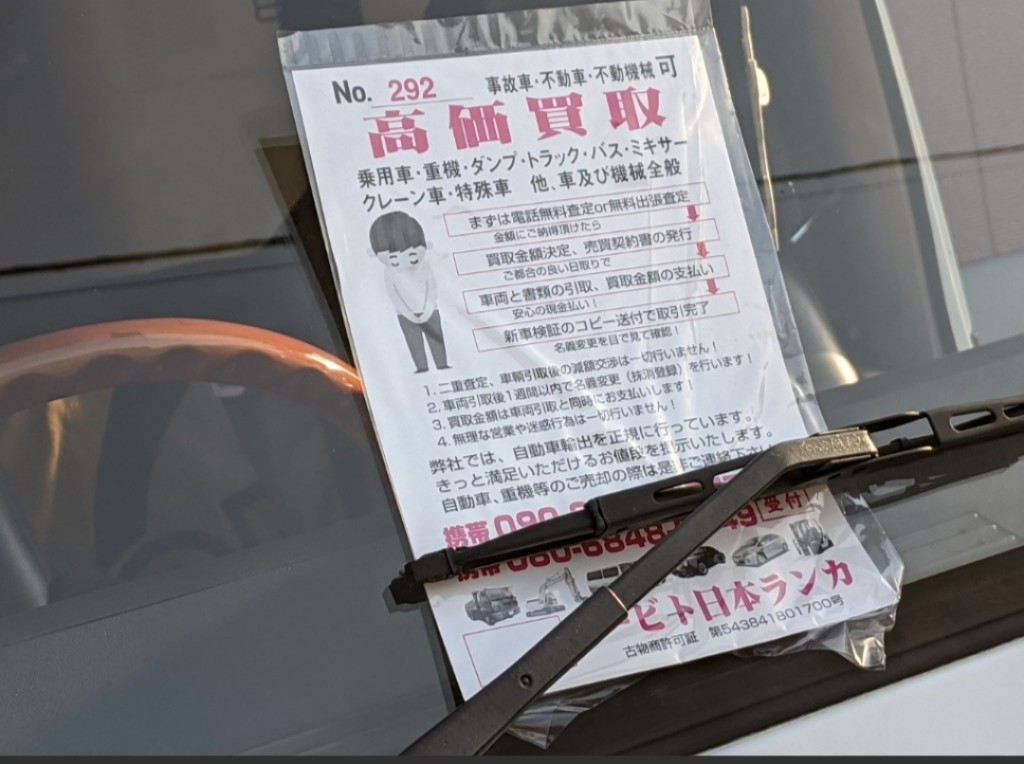 No. 292 事故車・不動車・不動機械 可
高価買取
乗用車・重機・ダンプ・トラック・バス・ミキサー
クレーン車・特殊車 他、車及び機械全般
まずは電話無料査定or無料出張査定
金額にご納得頂けたら
買取金額決定、売買契約書の発行
ご都合の良い日取りで
車両と書類の引取、買取金額の支払い
安心の現金払い!
新車検証のコピー送付で取引完了
名義変更を目で見て確認!
1. 二重査定、車輌引取後の減額交渉は一切行いません!
2. 車両引取後1週間以内で名義変更（抹消登録）を行います!
3. 買取金額は車両引取と同時にお支払いします!
4. 無理な営業や迷惑行為は一切行いません!
弊社では、自動車輸出を正規に行っています。
きっと満足いただけるお値段を提示いたします。
自動車、重機等のご売却の際は是非ご連絡下さ
携帯 090-
携帯 080-6848- 49 受付
ビト日本ランカ
古物商許可証 第543841801700号